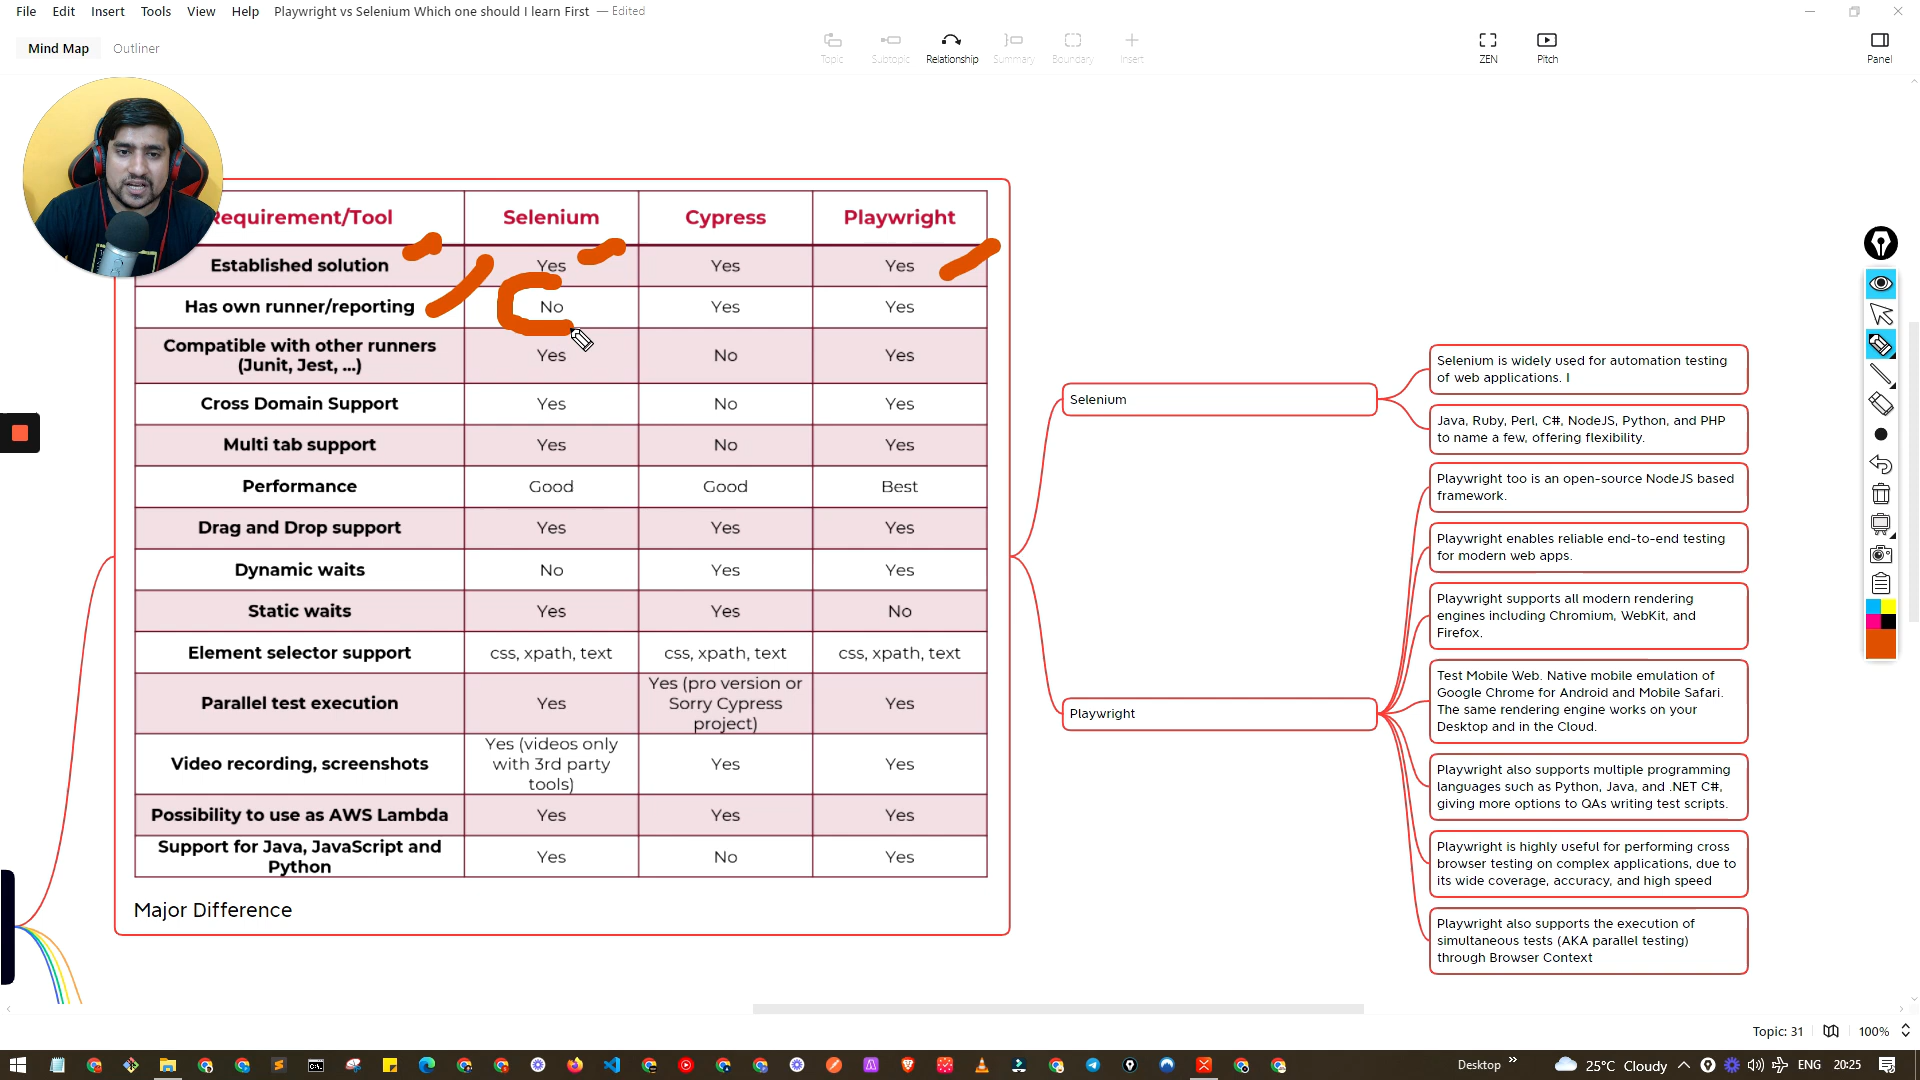 File Edit Insert Tools View Help Playwright vs Selenium Which one should I learn First — Edited
Mind Map Outliner
Topic Subtopic Relationship Summary Boundary Insert
ZEN Pitch Panel
Requirement/Tool Selenium Cypress Playwright
Established solution Yes Yes Yes
Has own runner/reporting No Yes Yes
Compatible with other runners
(Junit, Jest, ...) Yes No Yes
Cross Domain Support Yes No Yes
Multi tab support Yes No Yes
Performance Good Good Best
Drag and Drop support Yes Yes Yes
Dynamic waits No Yes Yes
Static waits Yes Yes No
Element selector support css, xpath, text css, xpath, text css, xpath, text
Parallel test execution Yes Yes (pro version or
Sorry Cypress
project) Yes
Video recording, screenshots Yes (videos only
with 3rd party
tools) Yes Yes
Possibility to use as AWS Lambda Yes Yes Yes
Support for Java, JavaScript and
Python Yes No Yes
Major Difference
Selenium
Selenium is widely used for automation testing
of web applications. I
Java, Ruby, Perl, C#, NodeJS, Python, and PHP
to name a few, offering flexibility.
Playwright
Playwright too is an open-source NodeJS based
framework.
Playwright enables reliable end-to-end testing
for modern web apps.
Playwright supports all modern rendering
engines including Chromium, WebKit, and
Firefox.
Test Mobile Web. Native mobile emulation of
Google Chrome for Android and Mobile Safari.
The same rendering engine works on your
Desktop and in the Cloud.
Playwright also supports multiple programming
languages such as Python, Java, and .NET C#,
giving more options to QAs writing test scripts.
Playwright is highly useful for performing cross
browser testing on complex applications, due to
its wide coverage, accuracy, and high speed
Playwright also supports the execution of
simultaneous tests (AKA parallel testing)
through Browser Context
Topic: 31 100%
Desktop 25°C Cloudy ENG 20:25